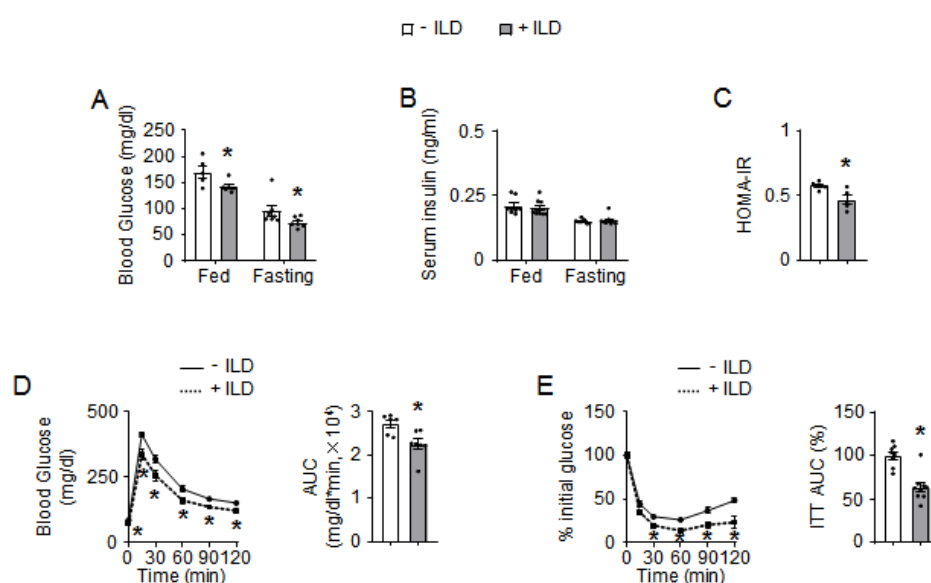 - ILD + ILD
A
Blood Glucose (mg/dl)
250
200
150
100
50
0
*
*
Fed Fasting
B
Serum insulin (ng/ml)
0.5
0.25
0
Fed Fasting
C
HOMA-IR
1
0.5
0
*
D
- ILD
+ ILD
Blood Glucose
(mg/dl)
500
250
0
*
*
*
*
*
*
0 30 60 90 120
Time (min)
AUC
(mg/dl*min, ×10⁴)
3
2
1
0
*
E
- ILD
+ ILD
% initial glucose
150
100
50
0
* * * *
0 30 60 90 120
Time (min)
ITT AUC (%)
150
100
50
0
*